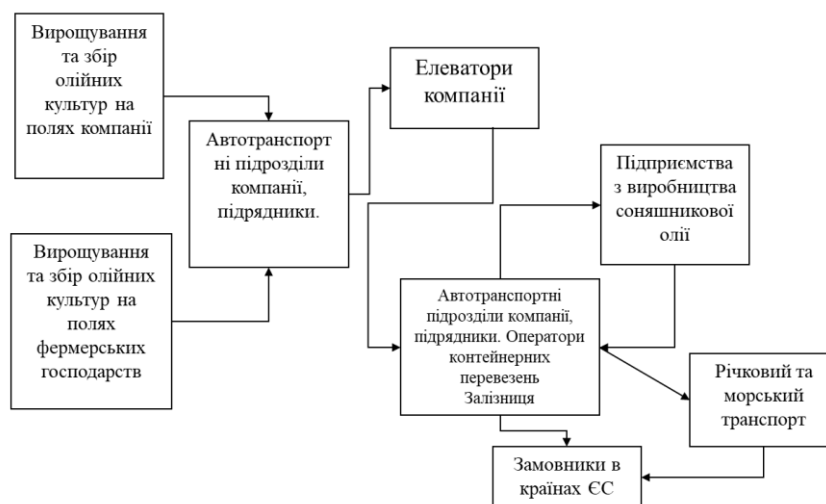 Вирощування
та збір
олійних
культур на
полях компанії
Автотранспорт
ні підрозділи
компанії,
підрядники.
Елеватори
компанії
Підприємства
з виробництва
соняшникової
олії
Вирощування
та збір олійних
культур на
полях
фермерських
господарств
Автотранспортні
підрозділи компанії,
підрядники. Оператори
контейнерних
перевезень
Залізниця
Річковий та
морський
транспорт
Замовники в
країнах ЄС